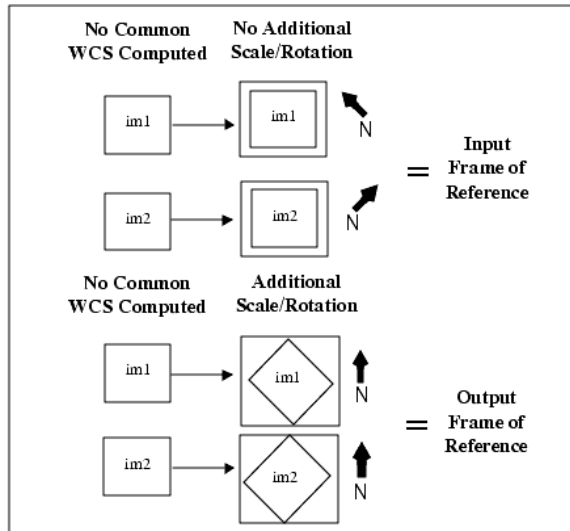 No Common No Additional
WCS Computed Scale/Rotation
im1 im1
N
Input
= Frame of
Reference
im2 im2
N
No Common Additional
WCS Computed Scale/Rotation
im1 im1
N
Output
= Frame of
Reference
im2 im2
N